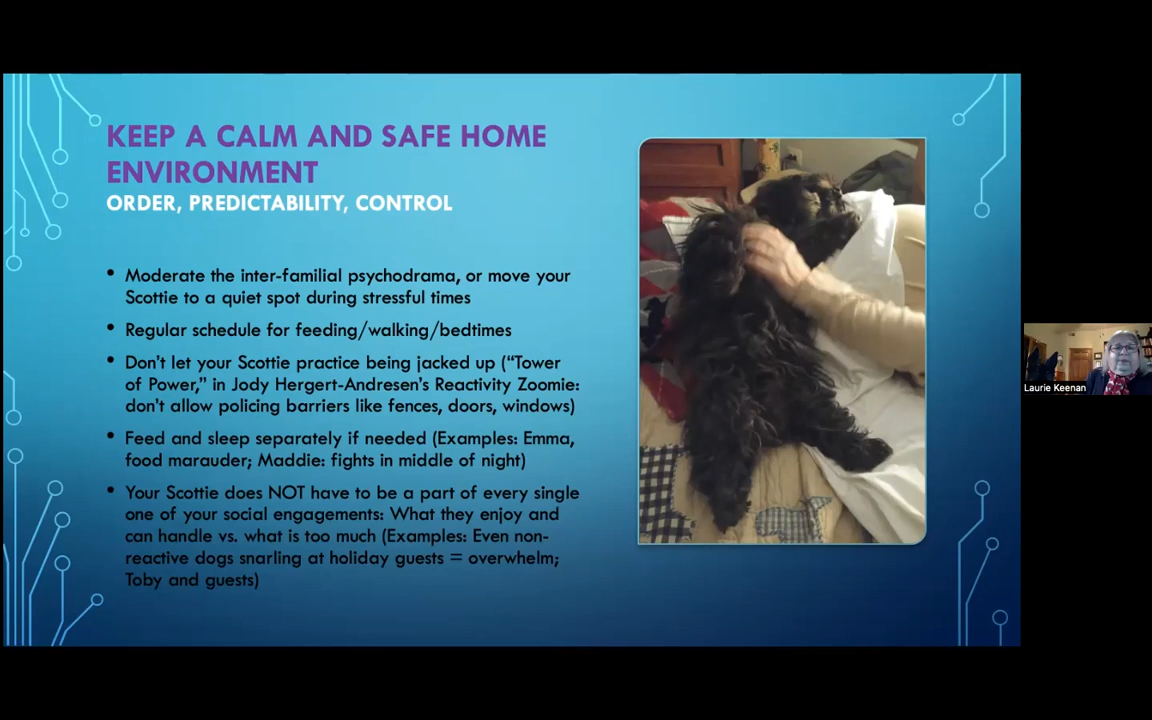 KEEP A CALM AND SAFE HOME
ENVIRONMENT
ORDER, PREDICTABILITY, CONTROL
• Moderate the inter-familial psychodrama, or move your
Scottie to a quiet spot during stressful times
• Regular schedule for feeding/walking/bedtimes
• Don't let your Scottie practice being jacked up (“Tower
of Power,” in Jody Hergert-Andresen's Reactivity Zoomie:
don't allow policing barriers like fences, doors, windows)
• Feed and sleep separately if needed (Examples: Emma,
food marauder; Maddie: fights in middle of night)
• Your Scottie does NOT have to be a part of every single
one of your social engagements: What they enjoy and
can handle vs. what is too much (Examples: Even non-
reactive dogs snarling at holiday guests = overwhelm;
Toby and guests)
Laurie Keenan